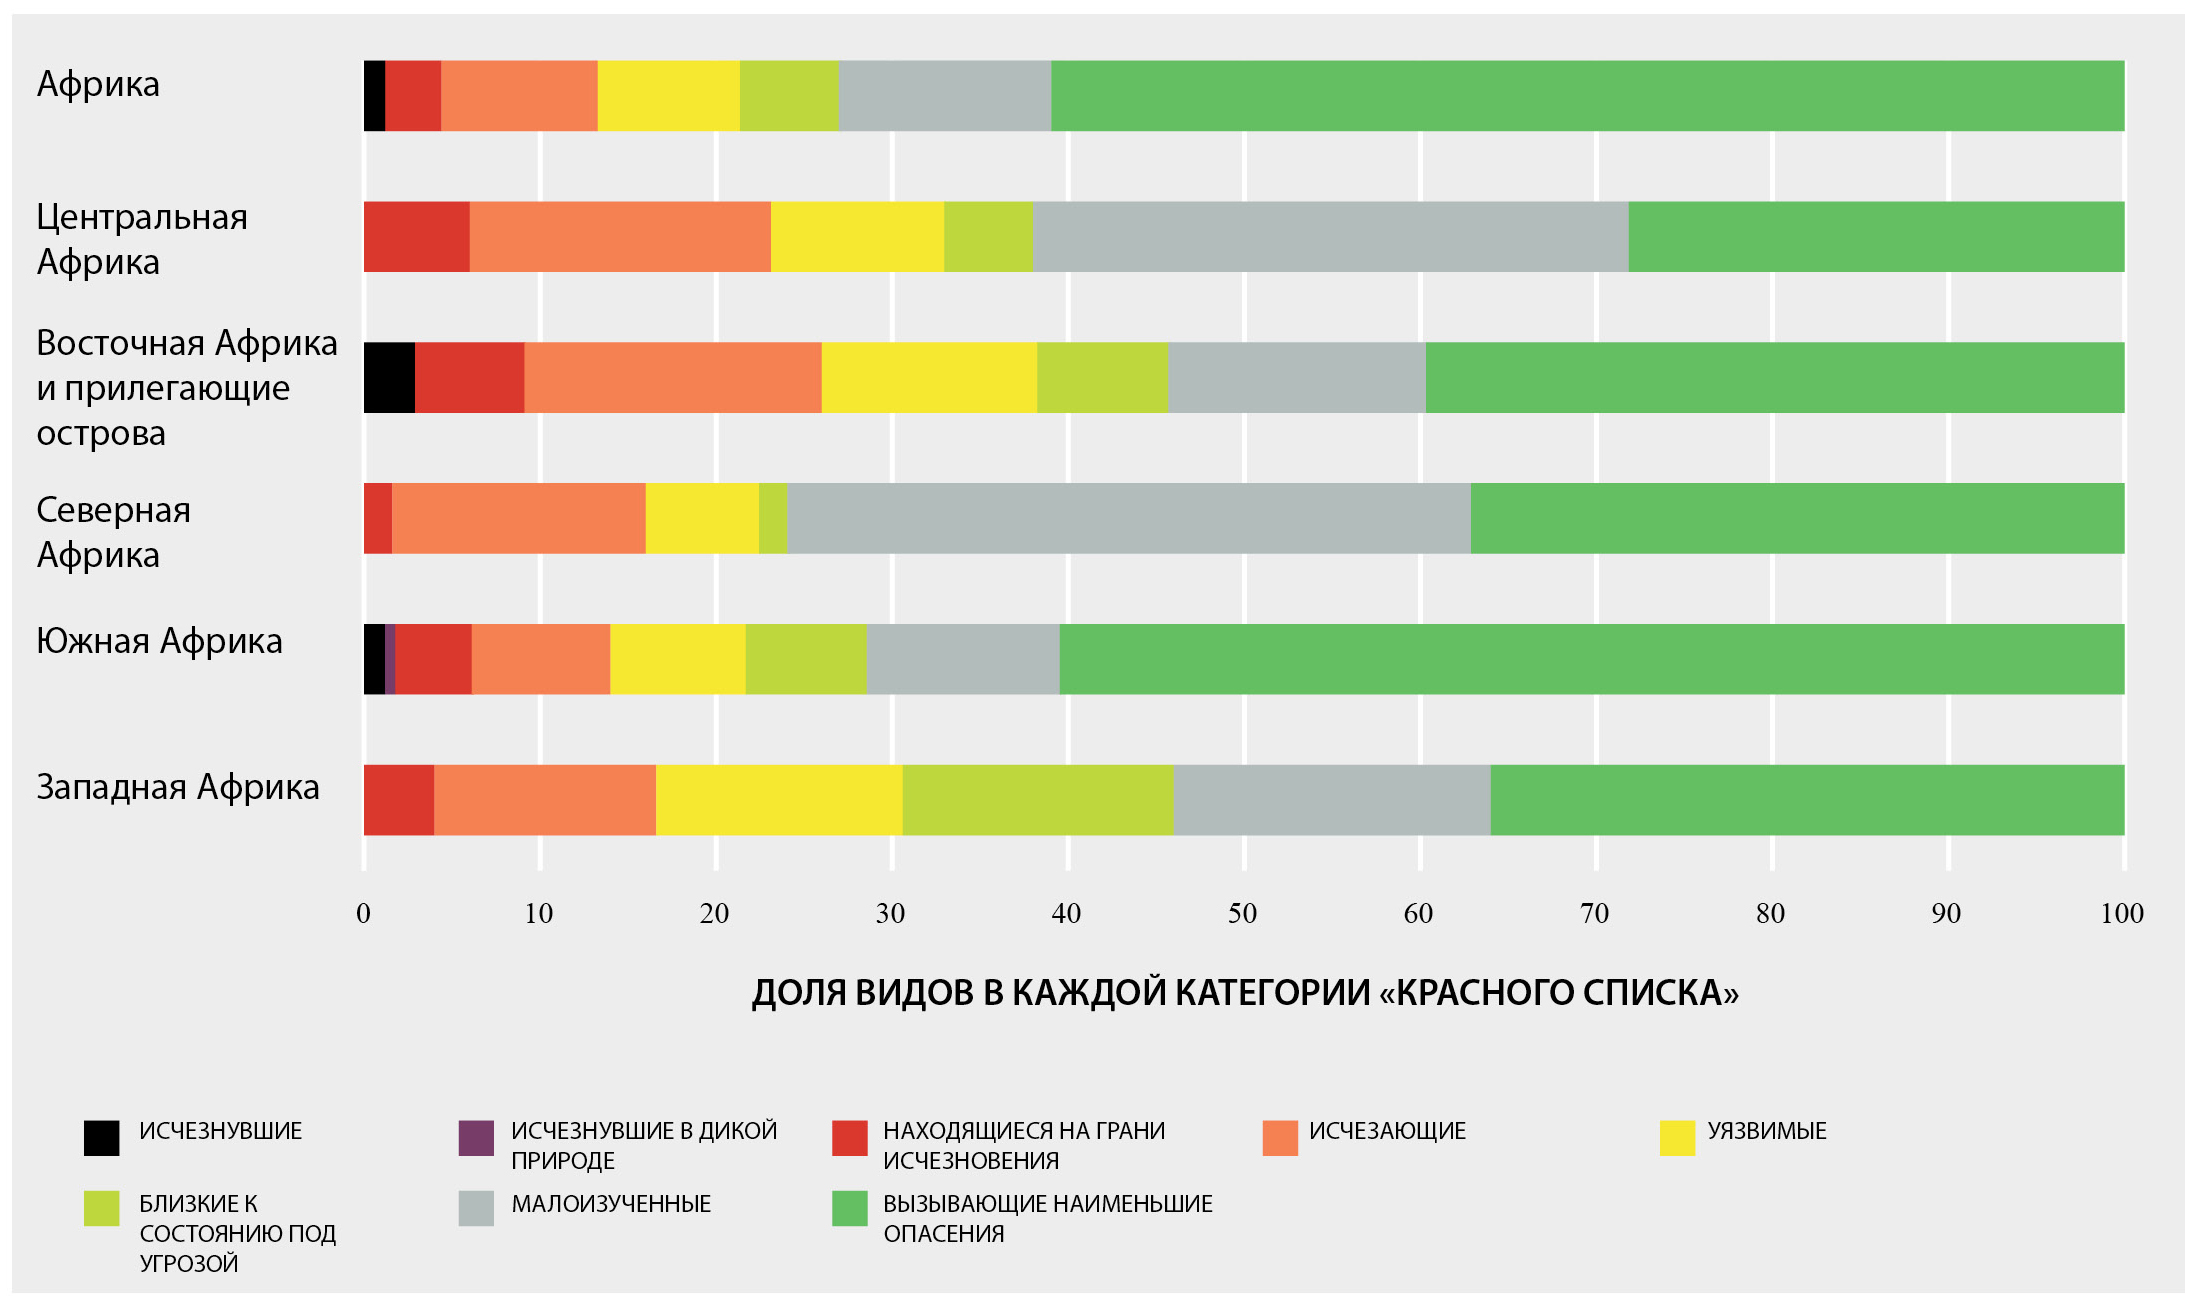 Африка
Центральная
Африка
Восточная Африка
и прилегающие
острова
Северная
Африка
Южная Африка
Западная Африка
0 10 20 30 40 50 60 70 80 90 100
ДОЛЯ ВИДОВ В КАЖДОЙ КАТЕГОРИИ «КРАСНОГО СПИСКА»
ИСЧЕЗНУВШИЕ
ИСЧЕЗНУВШИЕ В ДИКОЙ
ПРИРОДЕ
НАХОДЯЩИЕСЯ НА ГРАНИ
ИСЧЕЗНОВЕНИЯ
ИСЧЕЗАЮЩИЕ
УЯЗВИМЫЕ
БЛИЗКИЕ К
СОСТОЯНИЮ ПОД
УГРОЗОЙ
МАЛОИЗУЧЕННЫЕ
ВЫЗЫВАЮЩИЕ НАИМЕНЬШИЕ
ОПАСЕНИЯ